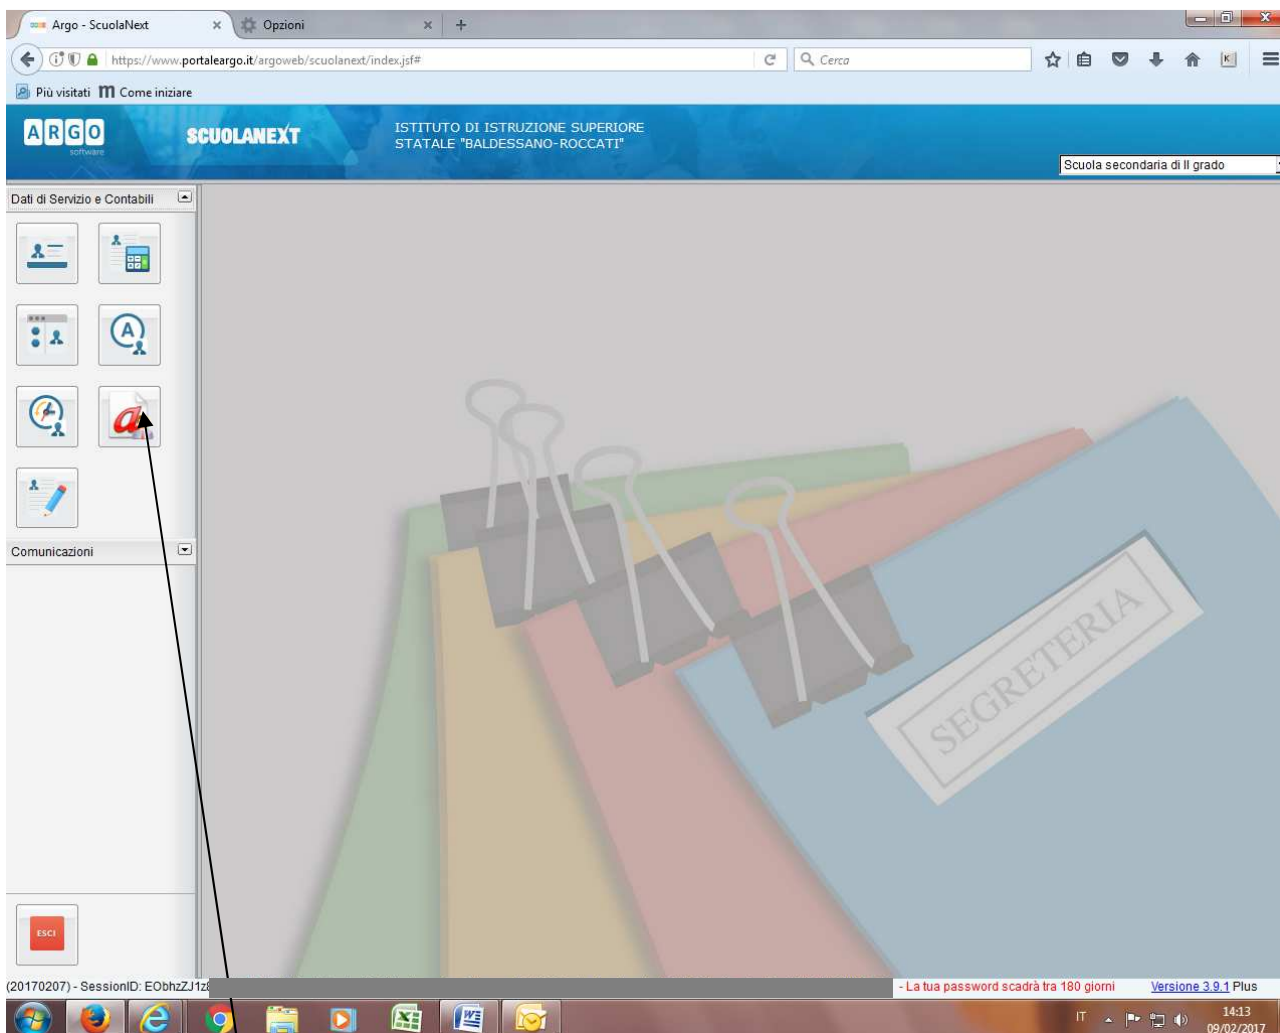 Argo - ScuolaNext
Opzioni
https://www.portaleargo.it/argoweb/scuolanext/index.jsf#
Cerca
Più visitati
Come iniziare
ARGO
software
SCUOLANEXT
ISTITUTO DI ISTRUZIONE SUPERIORE
STATALE "BALDESSANO-ROCCATI"
Scuola secondaria di II grado
Dati di Servizio e Contabili
A
a
Comunicazioni
SEGRETERIA
ESCI
(20170207) - SessionID: EObhzZJ1z
- La tua password scadrà tra 180 giorni
Versione 3.9.1 Plus
IT
14:13
09/02/2017